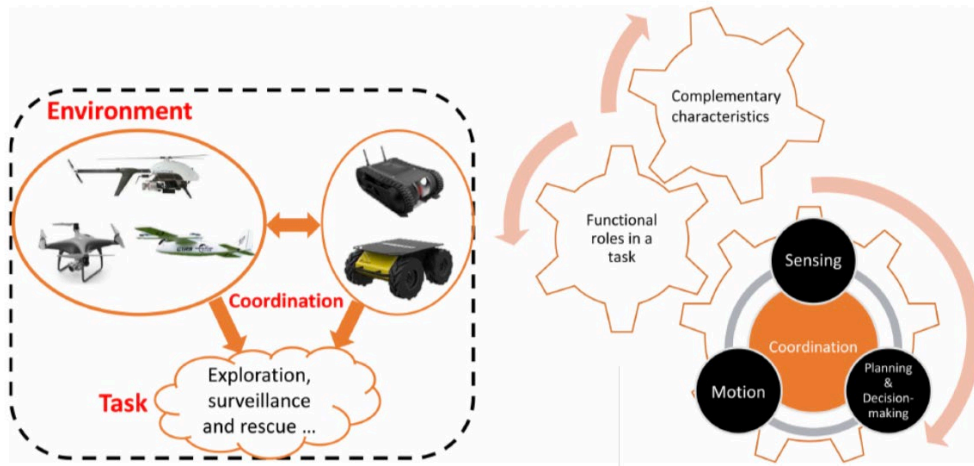 Environment
Coordination
Task
Exploration,
surveillance
and rescue ...
Complementary
characteristics
Functional
roles in a
task
Sensing
Coordination
Motion
Planning
&
Decision-
making